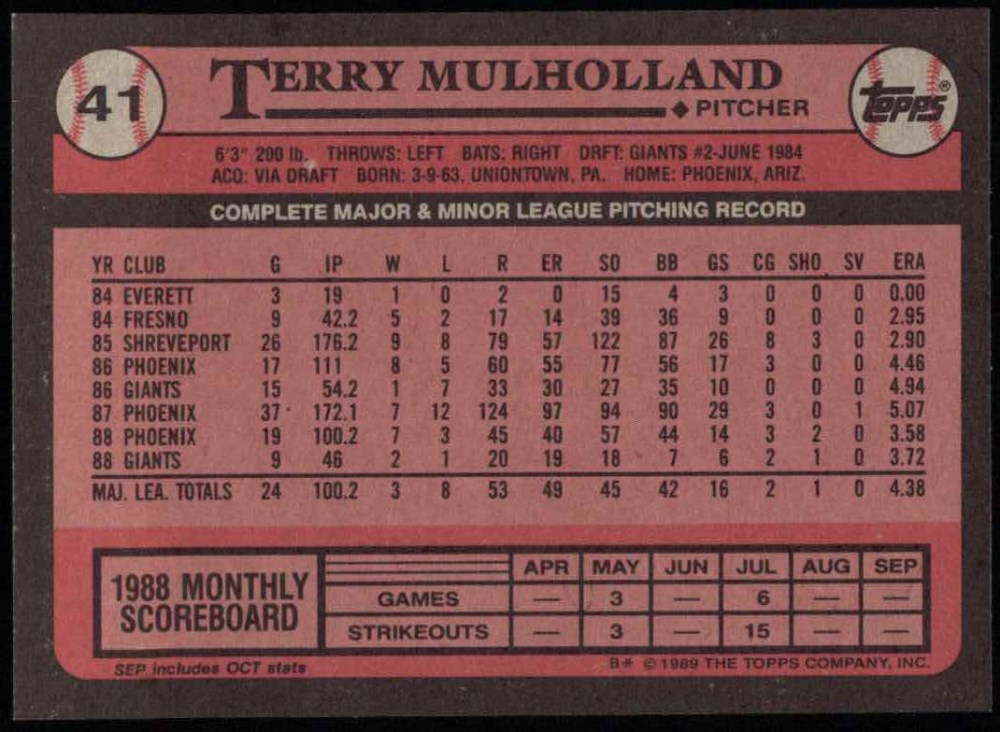 41
TERRY MULHOLLAND
PITCHER
topps®
6'3" 200 lb. THROWS: LEFT BATS: RIGHT DRFT: GIANTS #2-JUNE 1984
ACQ: VIA DRAFT BORN: 3-9-63, UNIONTOWN, PA. HOME: PHOENIX, ARIZ.
COMPLETE MAJOR & MINOR LEAGUE PITCHING RECORD
YR CLUB G IP W L R ER SO BB GS CG SHO SV ERA
84 EVERETT 3 19 1 0 2 0 15 4 3 0 0 0 0.00
84 FRESNO 9 42.2 5 2 17 14 39 36 9 0 0 0 2.95
85 SHREVEPORT 26 176.2 9 8 79 57 122 87 26 8 3 0 2.90
86 PHOENIX 17 111 8 5 60 55 77 56 17 3 0 0 4.46
86 GIANTS 15 54.2 1 7 33 30 27 35 10 0 0 0 4.94
87 PHOENIX 37 172.1 7 12 124 97 94 90 29 3 0 1 5.07
88 PHOENIX 19 100.2 7 3 45 40 57 44 14 3 2 0 3.58
88 GIANTS 9 46 2 1 20 19 18 7 6 2 1 0 3.72
MAJ. LEA. TOTALS 24 100.2 3 8 53 49 45 42 16 2 1 0 4.38
1988 MONTHLY
SCOREBOARD
APR MAY JUN JUL AUG SEP
GAMES — 3 — 6 — —
STRIKEOUTS — 3 — 15 — —
SEP includes OCT stats
B* © 1989 THE TOPPS COMPANY, INC.